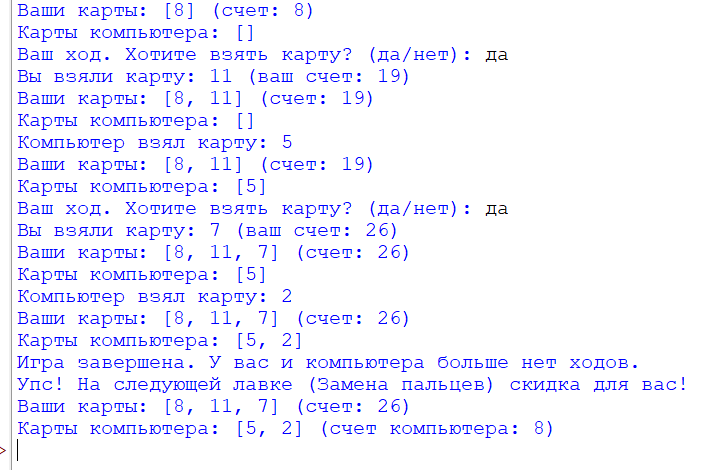 Ваши карты: [8] (счет: 8)
Карты компьютера: []
Ваш ход. Хотите взять карту? (да/нет): да
Вы взяли карту: 11 (ваш счет: 19)
Ваши карты: [8, 11] (счет: 19)
Карты компьютера: []
Компьютер взял карту: 5
Ваши карты: [8, 11] (счет: 19)
Карты компьютера: [5]
Ваш ход. Хотите взять карту? (да/нет): да
Вы взяли карту: 7 (ваш счет: 26)
Ваши карты: [8, 11, 7] (счет: 26)
Карты компьютера: [5]
Компьютер взял карту: 2
Ваши карты: [8, 11, 7] (счет: 26)
Карты компьютера: [5, 2]
Игра завершена. У вас и компьютера больше нет ходов.
Упс! На следующей лавке (Замена пальцев) скидка для вас!
Ваши карты: [8, 11, 7] (счет: 26)
Карты компьютера: [5, 2] (счет компьютера: 8)
>